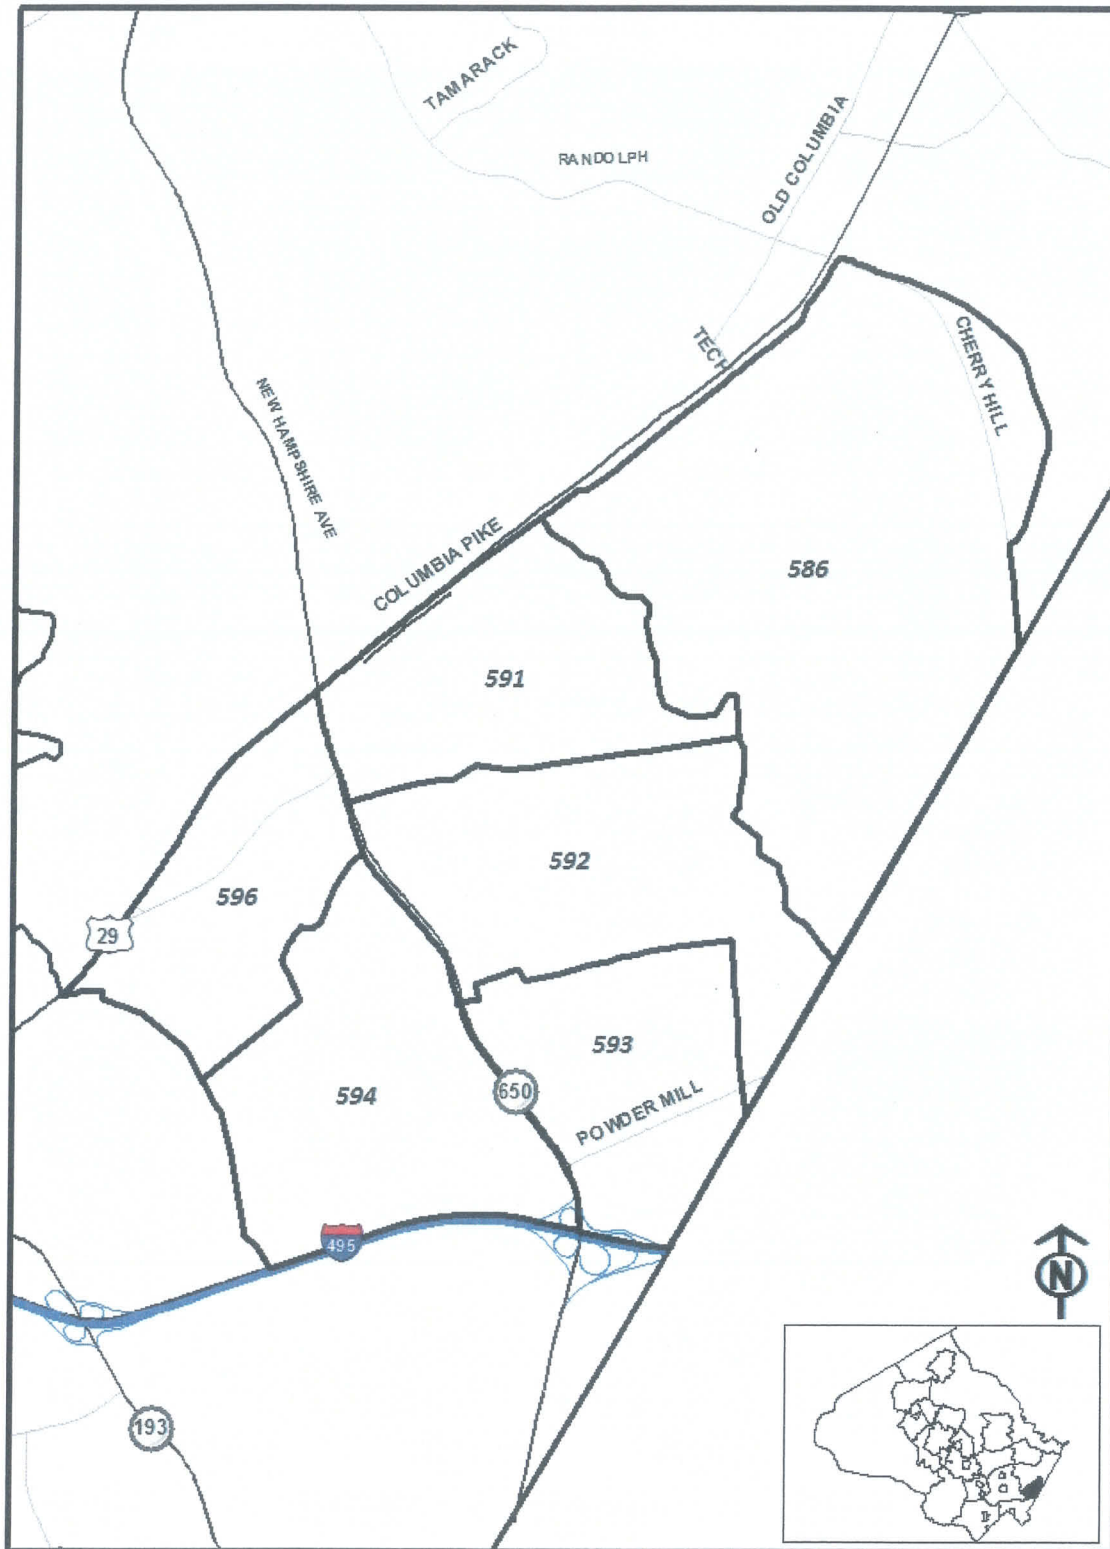 TAMARACK
OLD COLUMBIA
RANDOLPH
TECH
CHERRY HILL
NEW HAMPSHIRE AVE
COLUMBIA PIKE
586
591
592
596
29
593
594
650
POWDER MILL
495
N
193